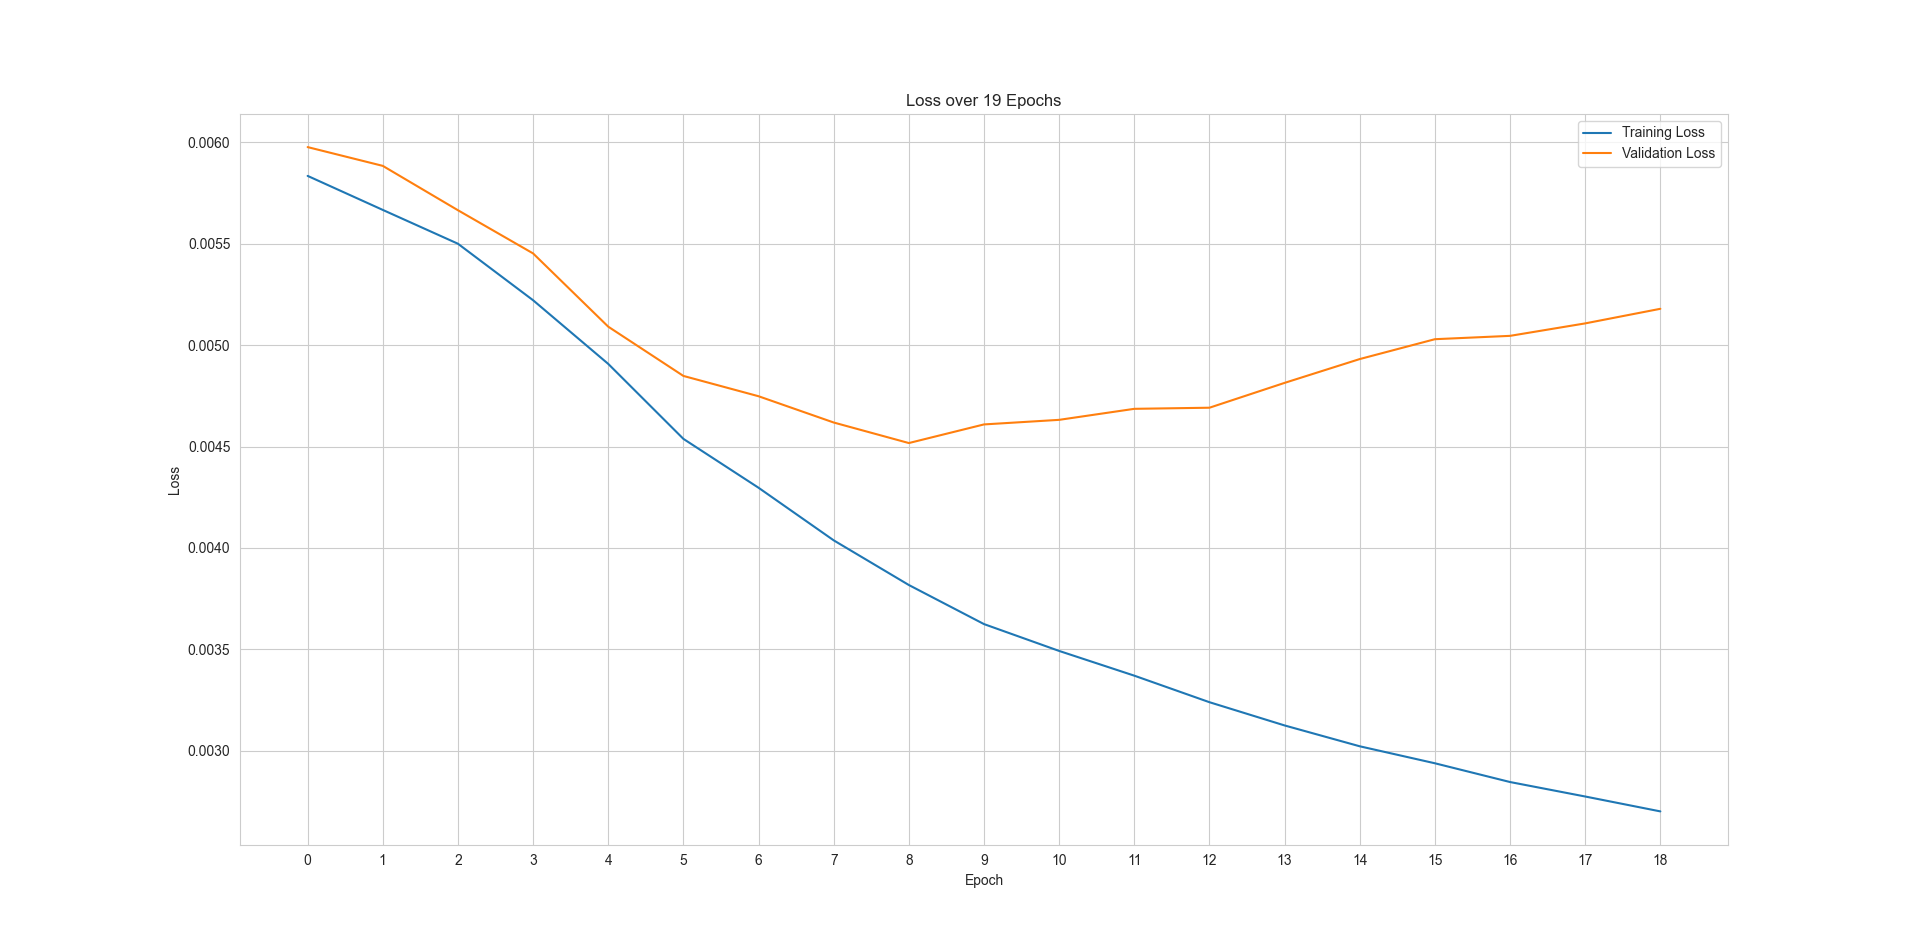 Loss over 19 Epochs
Training Loss
Validation Loss
0.0060
0.0055
0.0050
0.0045
0.0040
0.0035
0.0030
Loss
0 1 2 3 4 5 6 7 8 9 10 11 12 13 14 15 16 17 18
Epoch